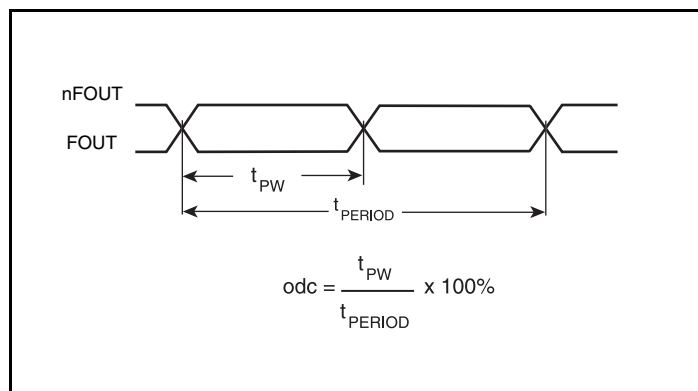 nFOUT
FOUT
tPW
tPERIOD
odc = tPW / tPERIOD x 100%